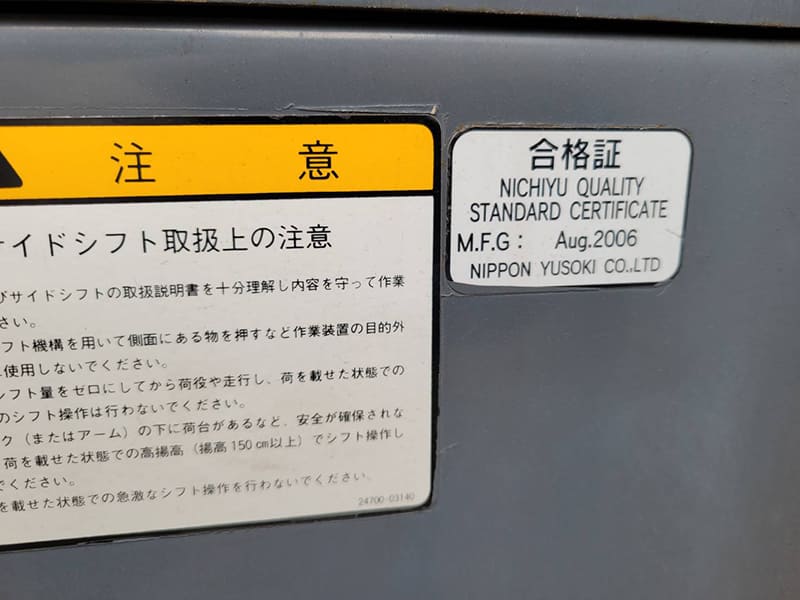 注意
サイドシフト取扱上の注意
びサイドシフトの取扱説明書を十分理解し内容を守って作業
さい。
フト機構を用いて側面にある物を押すなど作業装置の目的外
使用しないでください。
シフト量をゼロにしてから荷役や走行し、荷を載せた状態での
のシフト操作は行わないでください。
ク（またはアーム）の下に荷台があるなど、安全が確保されな
荷を載せた状態での高揚高（揚高150cm以上）でシフト操作し
でください。
を載せた状態での急激なシフト操作を行わないでください。
24700-03140
合格証
NICHIYU QUALITY
STANDARD CERTIFICATE
M.F.G : Aug.2006
NIPPON YUSOKI CO.,LTD